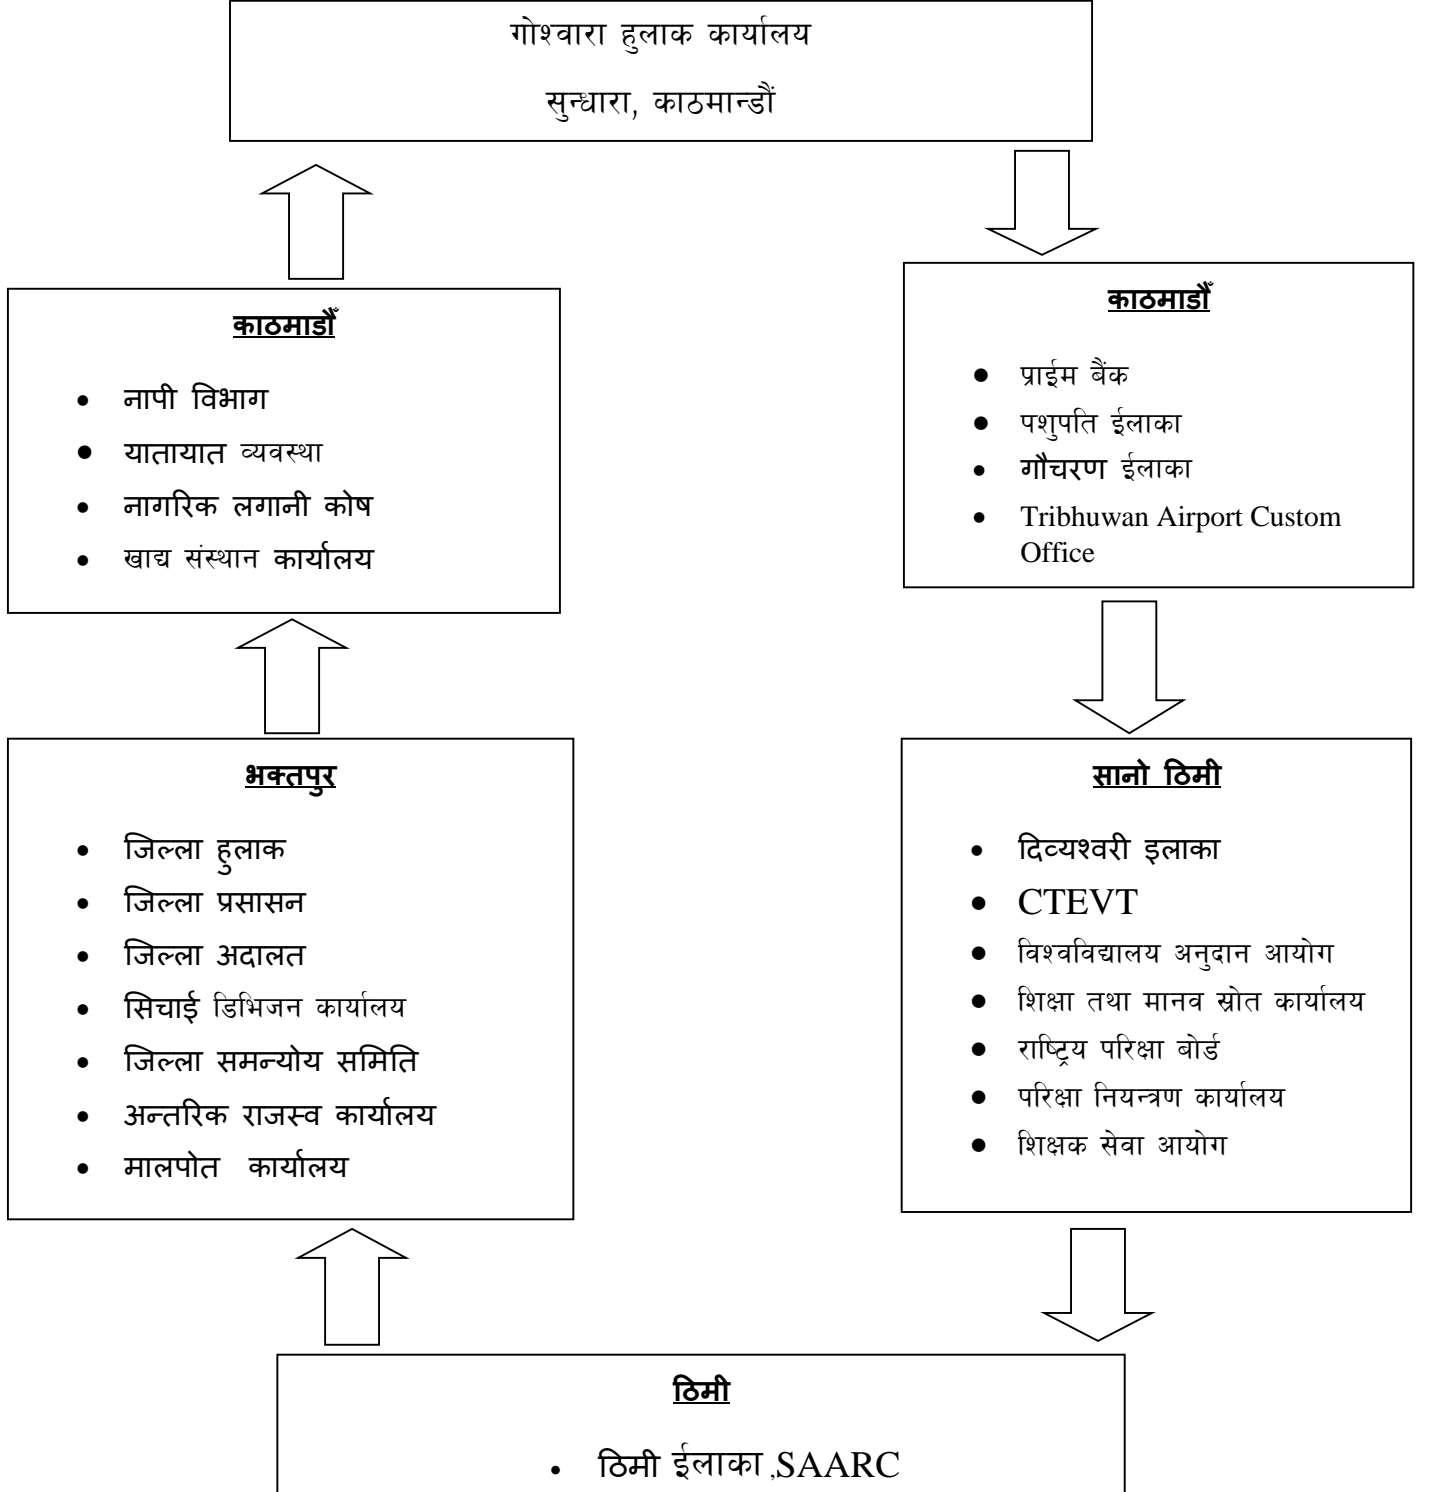 गोश्वारा हुलाक कार्यालय
सुन्धारा, काठमान्डौं
काठमाडौँ
• नापी विभाग
• यातायात व्यवस्था
• नागरिक लगानी कोष
• खाद्य संस्थान कार्यालय
काठमाडौँ
• प्राईम बैंक
• पशुपति ईलाका
• गौचरण ईलाका
• Tribhuwan Airport Custom
Office
भक्तपुर
• जिल्ला हुलाक
• जिल्ला प्रसासन
• जिल्ला अदालत
• सिचाई डिभिजन कार्यालय
• जिल्ला समन्योय समिति
• अन्तरिक राजस्व कार्यालय
• मालपोत कार्यालय
सानो ठिमी
• दिव्यश्वरी इलाका
• CTEVT
• विश्वविद्यालय अनुदान आयोग
• शिक्षा तथा मानव स्रोत कार्यालय
• राष्ट्रिय परिक्षा बोर्ड
• परिक्षा नियन्त्रण कार्यालय
• शिक्षक सेवा आयोग
ठिमी
• ठिमी ईलाका ,SAARC